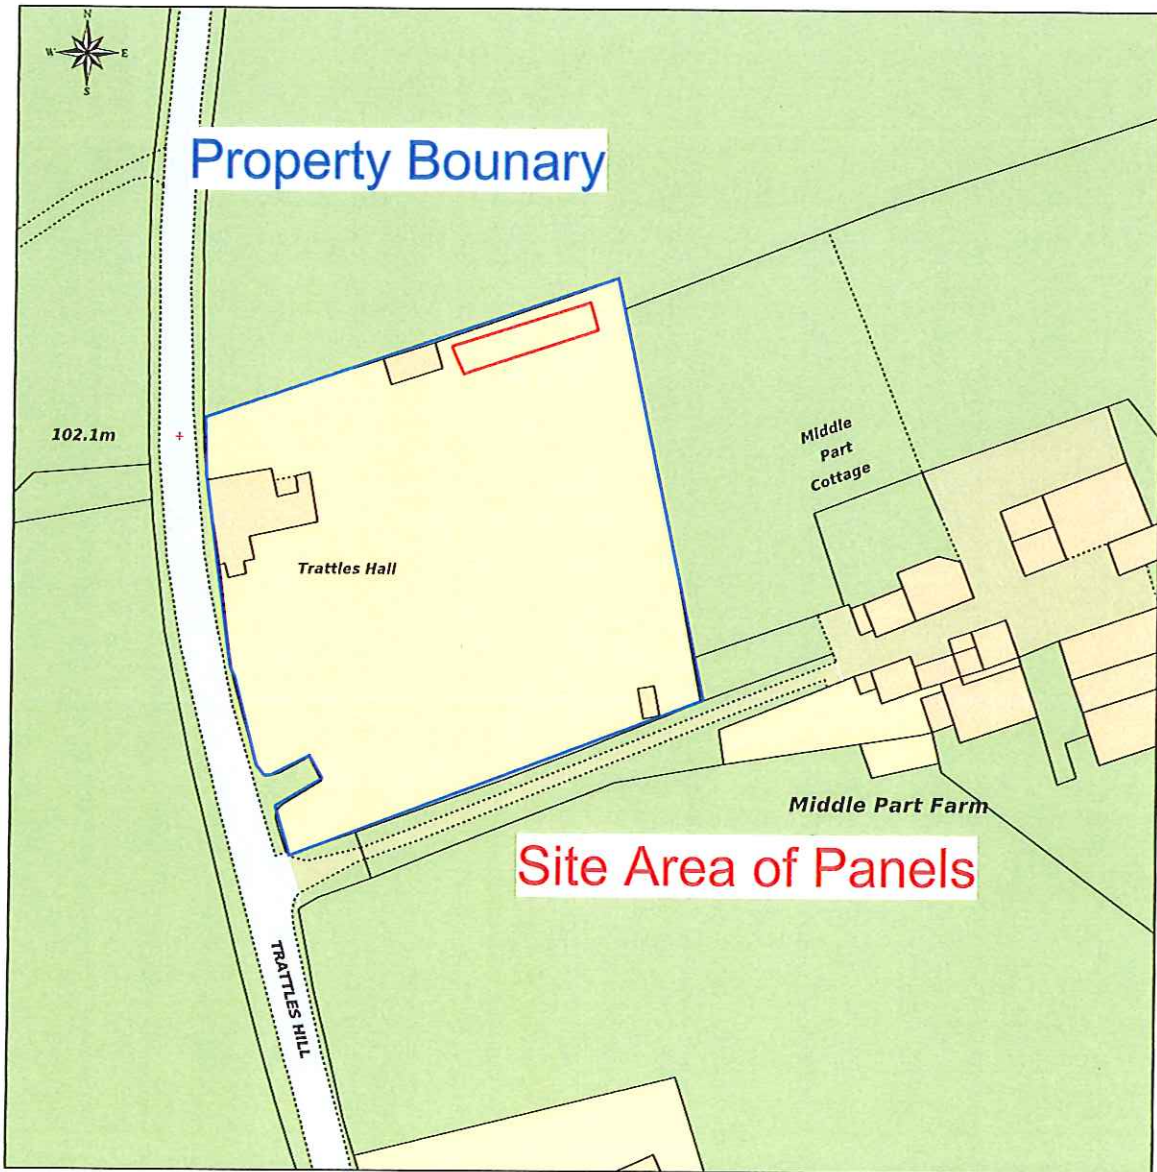 N
W E
S
Property Bounary
102.1m
Middle
Part
Cottage
Trattles Hall
Middle Part Farm
Site Area of Panels
TRATTLES HILL